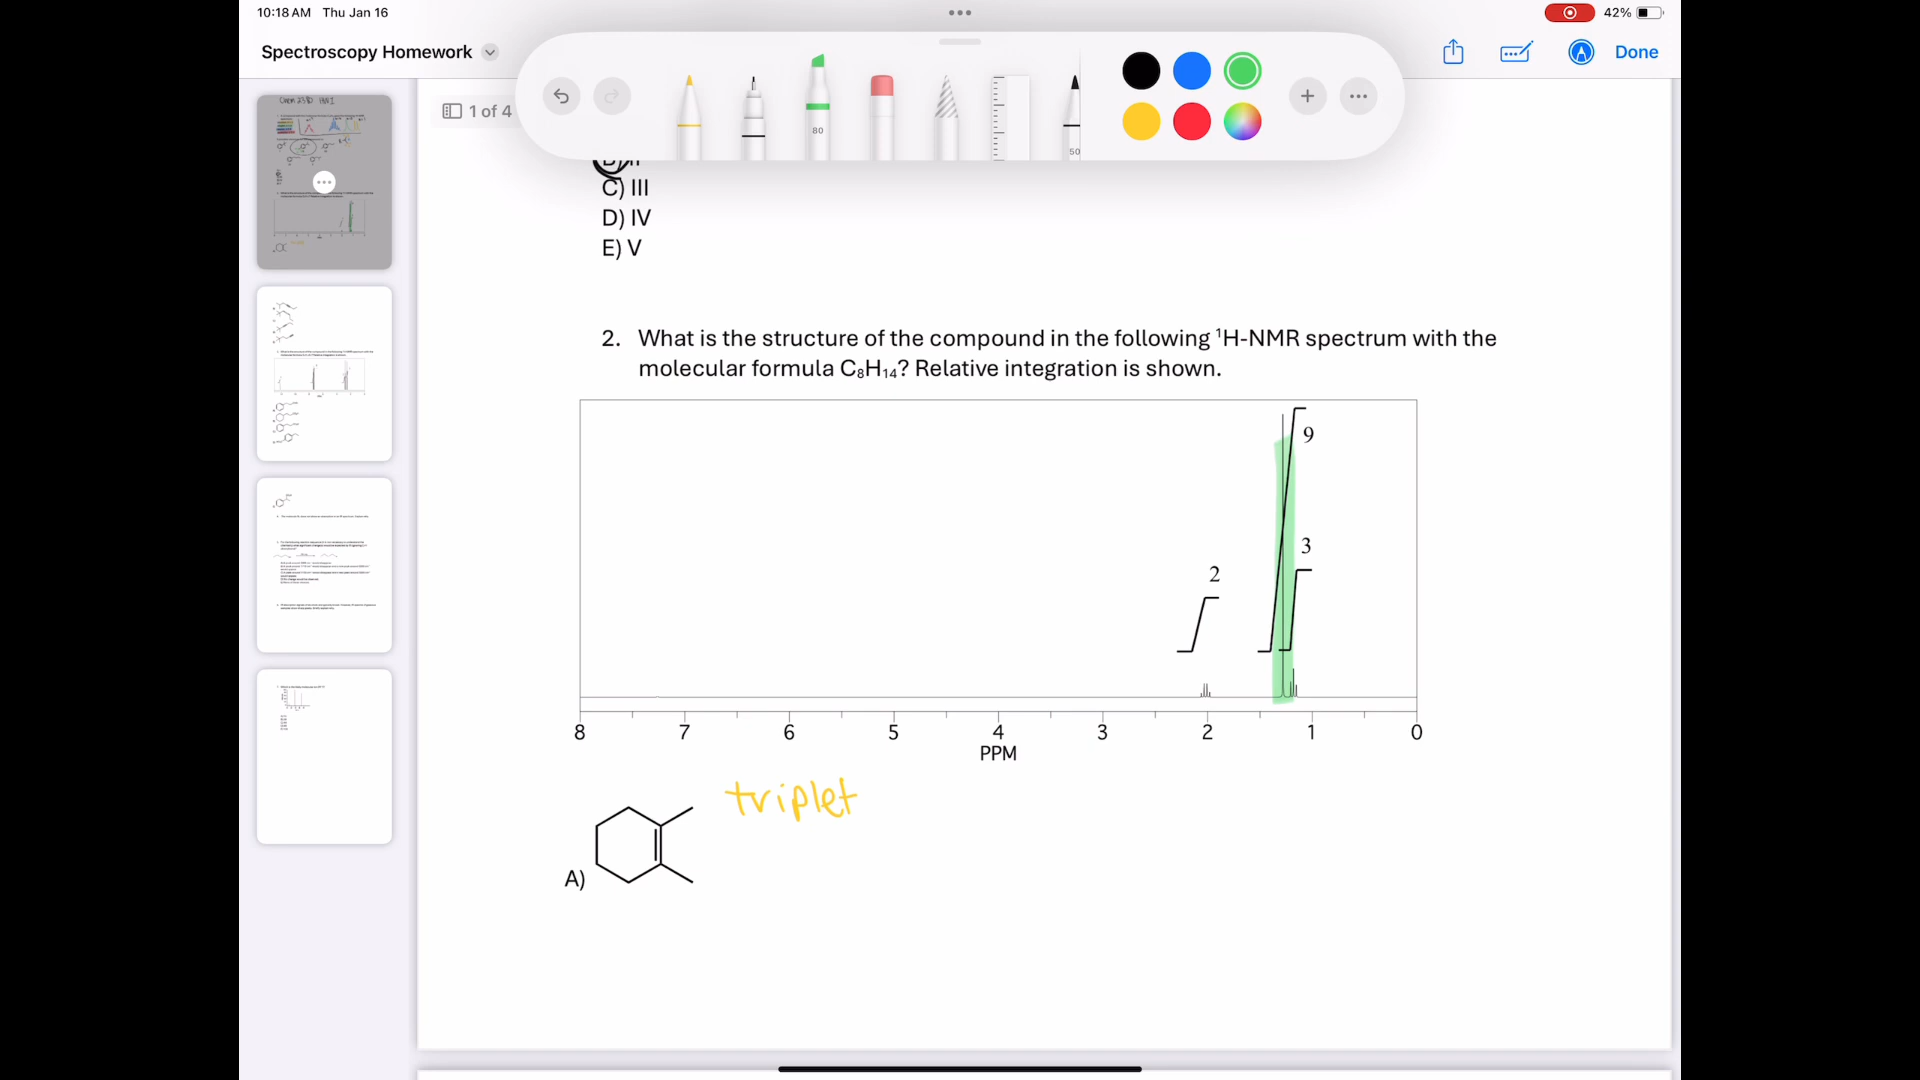 10:18 AM Thu Jan 16
42%
Spectroscopy Homework
Done
1 of 4
80
50
B) II
C) III
D) IV
E) V
2. What is the structure of the compound in the following ¹H-NMR spectrum with the
molecular formula C₈H₁₄? Relative integration is shown.
9
3
2
8 7 6 5 4 3 2 1 0
PPM
triplet
A)